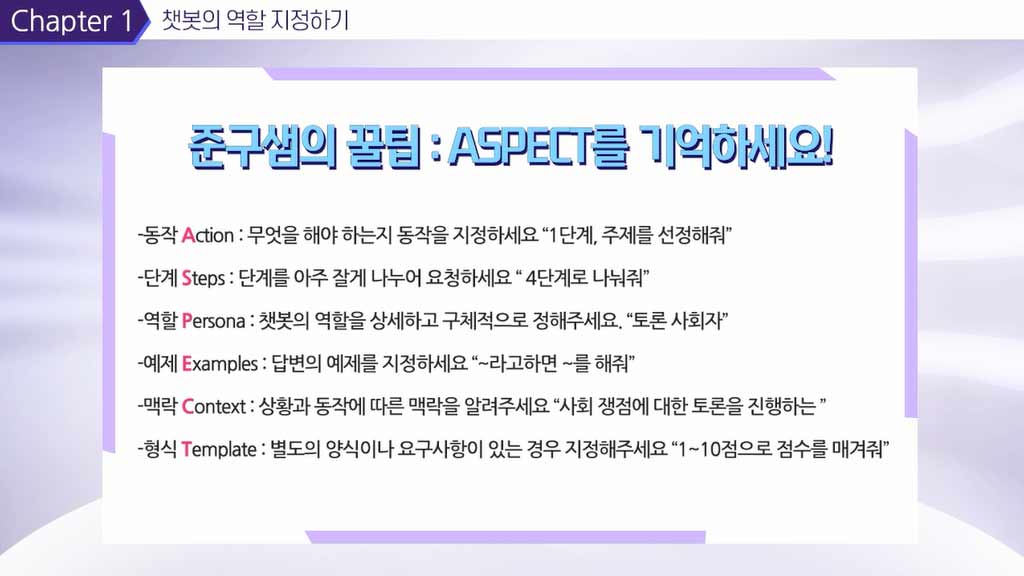 Chapter 1 챗봇의 역할 지정하기
준구샘의 꿀팁 : ASPECT를 기억하세요!
-동작 Action : 무엇을 해야 하는지 동작을 지정하세요 “1단계, 주제를 선정해줘”
-단계 Steps : 단계를 아주 잘게 나누어 요청하세요 “ 4단계로 나눠줘”
-역할 Persona : 챗봇의 역할을 상세하고 구체적으로 정해주세요. “토론 사회자”
-예제 Examples : 답변의 예제를 지정하세요 “~라고하면 ~를 해줘”
-맥락 Context : 상황과 동작에 따른 맥락을 알려주세요 “사회 쟁점에 대한 토론을 진행하는 ”
-형식 Template : 별도의 양식이나 요구사항이 있는 경우 지정해주세요 “1~10점으로 점수를 매겨줘”